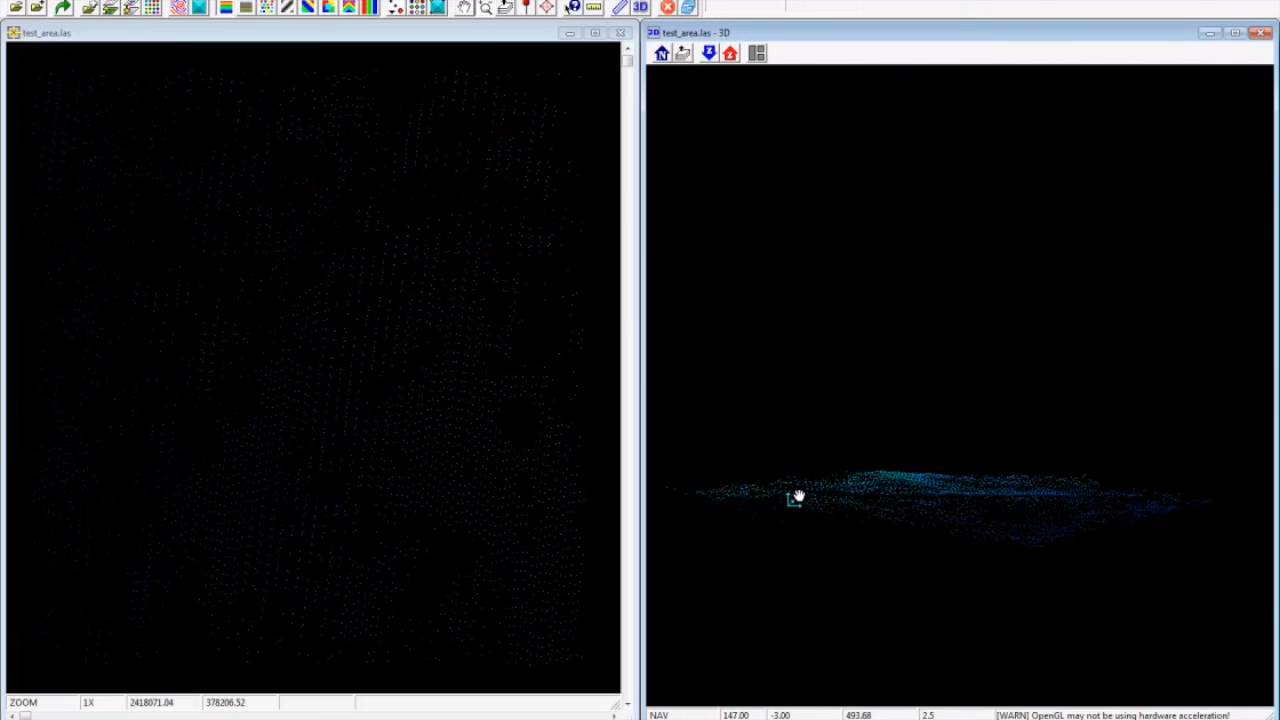 3D
test_area.las
3D test_area.las - 3D
N Z Z
ZOOM 1X 2418071.04 378206.52
NAV 147.00 -3.00 493.68 2.5 [WARN] OpenGL may not be using hardware acceleration!